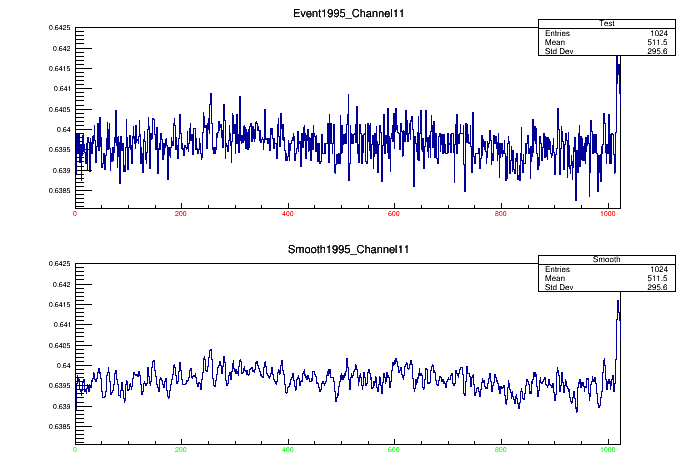 Event1995_Channel11
Test
Entries 1024
Mean 511.5
Std Dev 295.6
0.6425
0.642
0.6415
0.641
0.6405
0.64
0.6395
0.639
0.6385
0 200 400 600 800 1000
Smooth1995_Channel11
Smooth
Entries 1024
Mean 511.5
Std Dev 295.6
0.6425
0.642
0.6415
0.641
0.6405
0.64
0.6395
0.639
0.6385
0 200 400 600 800 1000